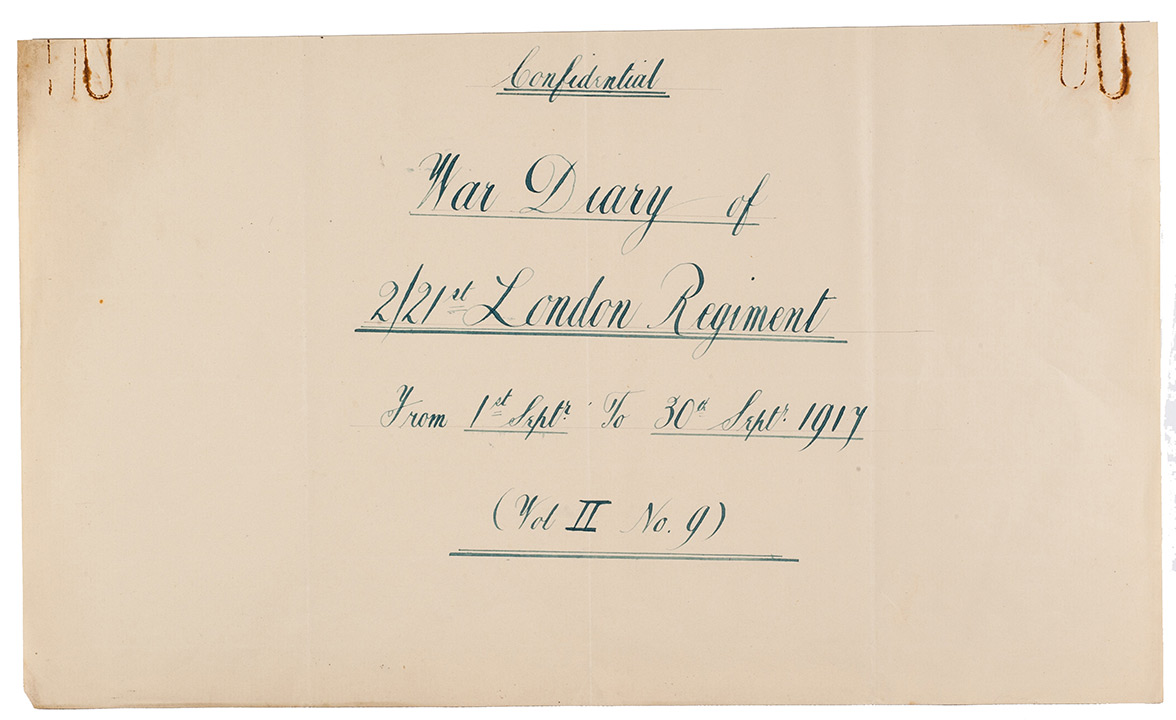 Confidential
War Diary of
2/21st London Regiment
From 1st Septr. To 30th Septr. 1917
(Vol II No. 9)